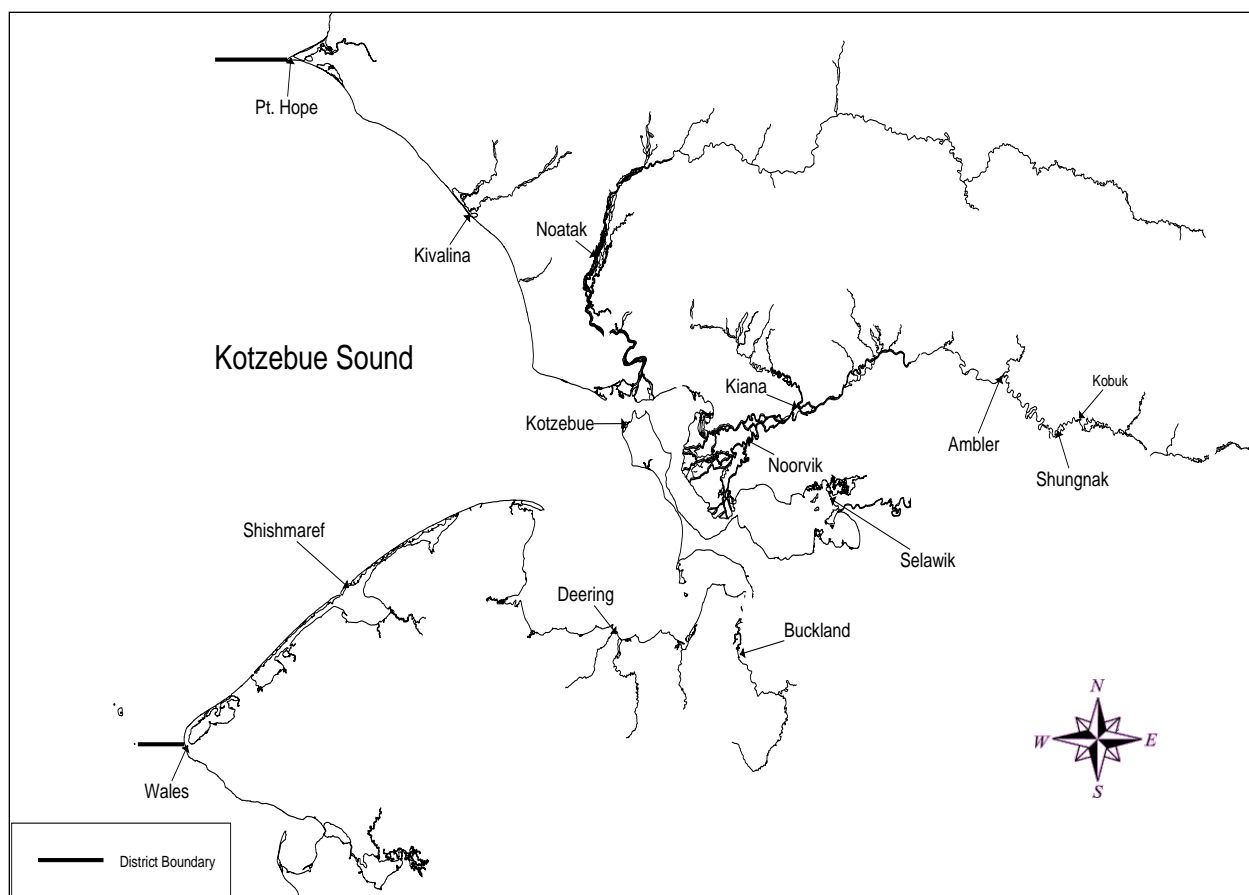 Pt. Hope
Kivalina
Noatak
Kotzebue Sound
Kiana
Kobuk
Kotzebue
Ambler
Noorvik
Shungnak
Shishmaref
Selawik
Deering
Buckland
N
W
E
S
Wales
District Boundary